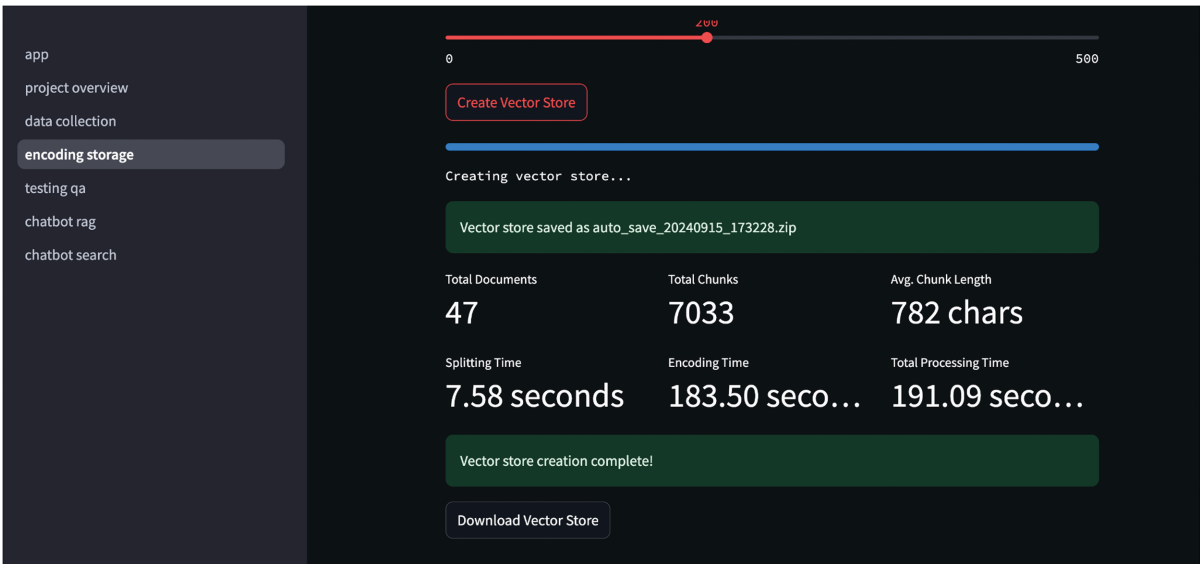 app
project overview
data collection
encoding storage
testing qa
chatbot rag
chatbot search
200
0 500
Create Vector Store
Creating vector store...
Vector store saved as auto_save_20240915_173228.zip
Total Documents Total Chunks Avg. Chunk Length
47 7033 782 chars
Splitting Time Encoding Time Total Processing Time
7.58 seconds 183.50 seco... 191.09 seco...
Vector store creation complete!
Download Vector Store